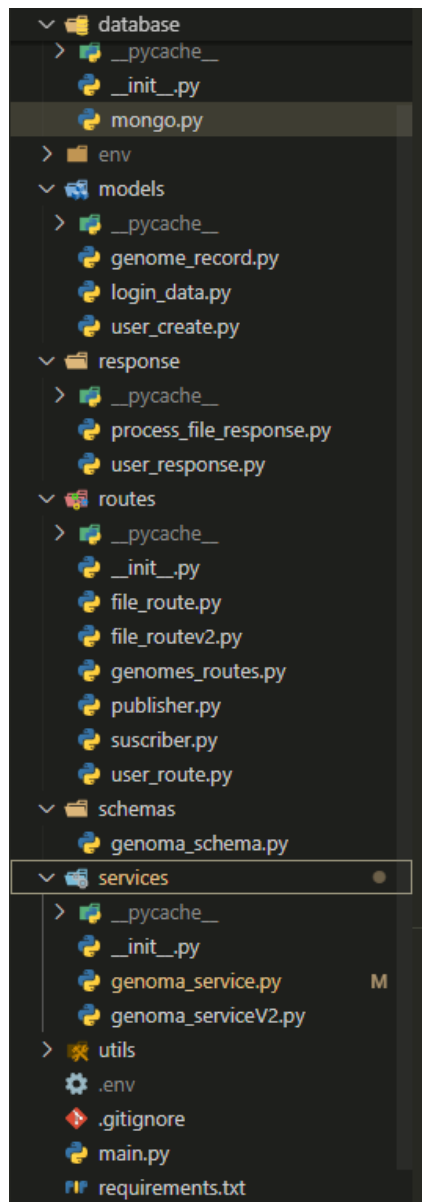 database
__pycache__
__init__.py
mongo.py
env
models
__pycache__
genome_record.py
login_data.py
user_create.py
response
__pycache__
process_file_response.py
user_response.py
routes
__pycache__
__init__.py
file_route.py
file_routev2.py
genomes_routes.py
publisher.py
suscriber.py
user_route.py
schemas
genoma_schema.py
services
__pycache__
__init__.py
genoma_service.py M
genoma_serviceV2.py
utils
.env
.gitignore
main.py
requirements.txt